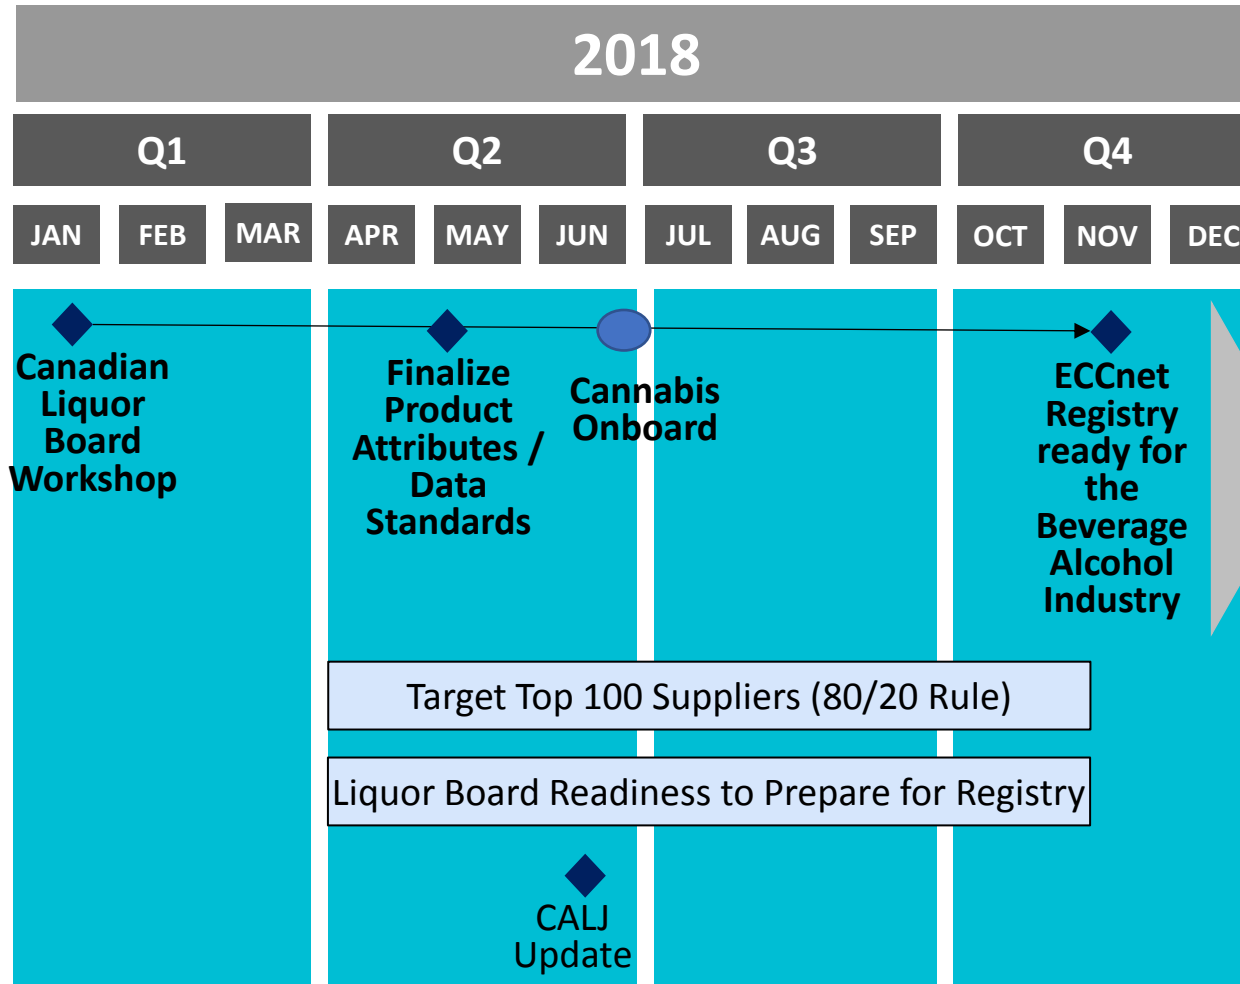 2018
Q1
Q2
Q3
Q4
JAN
FEB
MAR
APR
MAY
JUN
JUL
AUG
SEP
OCT
NOV
DEC
Canadian
Liquor
Board
Workshop
Finalize
Product
Attributes /
Data
Standards
Cannabis
Onboard
ECCnet
Registry
ready for
the
Beverage
Alcohol
Industry
Target Top 100 Suppliers (80/20 Rule)
Liquor Board Readiness to Prepare for Registry
CALJ
Update